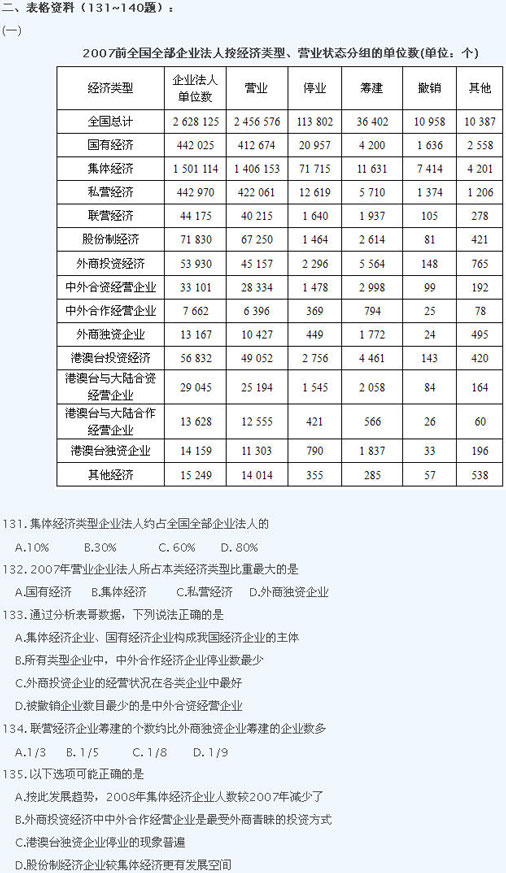 二、表格资料(131~140题):
(一)
2007前全国全部企业法人按经济类型、营业状态分组的单位数(单位: 个)
经济类型 企业法人单位数 营业 停业 筹建 撤销 其他
全国总计 2 628 125 2 456 576 113 802 36 402 10 958 10 387
国有经济 442 025 412 674 20 957 4 200 1 636 2 558
集体经济 1 501 114 1 406 153 71 715 11 631 7 414 4 201
私营经济 442 970 422 061 12 619 5 710 1 374 1 206
联营经济 44 175 40 215 1 640 1 937 105 278
股份制经济 71 830 67 250 1 464 2 614 81 421
外商投资经济 53 930 45 157 2 296 5 564 148 765
中外合资经营企业 33 101 28 334 1 478 2 998 99 192
中外合作经营企业 7 662 6 396 369 794 25 78
外商独资企业 13 167 10 427 449 1 772 24 495
港澳台投资经济 56 832 49 052 2 756 4 461 143 420
港澳台与大陆合资经营企业 29 045 25 194 1 545 2 058 84 164
港澳台与大陆合作经营企业 13 628 12 555 421 566 26 60
港澳台独资企业 14 159 11 303 790 1 837 33 196
其他经济 15 249 14 014 355 285 57 538
131. 集体经济类型企业法人约占全国全部企业法人的
A.10% B.30% C. 60% D. 80%
132. 2007年营业企业法人所占本类经济类型比重最大的是
A.国有经济 B.集体经济 C.私营经济 D.外商独资企业
133. 通过分析表哥数据, 下列说法正确的是
A.集体经济企业、国有经济企业构成我国经济企业的主体
B.所有类型企业中, 中外合作经济企业停业数最少
C.外商投资企业的经营状况在各类企业中最好
D.被撤销企业数目最少的是中外合资经营企业
134. 联营经济企业筹建的个数约比外商独资企业筹建的企业数多
A.1/3 B. 1/5 C. 1/8 D. 1/9
135. 以下选项可能正确的是
A.按此发展趋势, 2008年集体经济企业人数较2007年减少了
B.外商投资经济中中外合作经营企业是最受外商青睐的投资方式
C.港澳台独资企业停业的现象普遍
D.股份制经济企业较集体经济更有发展空间